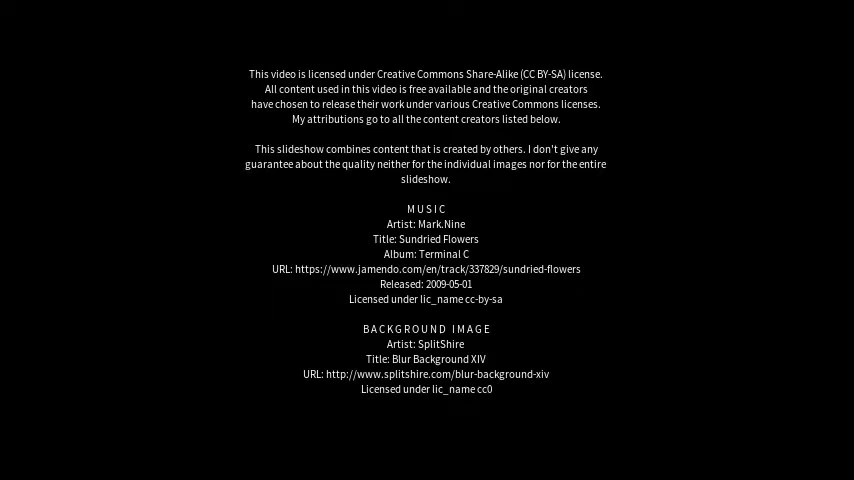 This video is licensed under Creative Commons Share-Alike (CC BY-SA) license.
All content used in this video is free available and the original creators
have chosen to release their work under various Creative Commons licenses.
My attributions go to all the content creators listed below.
This slideshow combines content that is created by others. I don't give any
guarantee about the quality neither for the individual images nor for the entire
slideshow.
MUSIC
Artist: Mark.Nine
Title: Sundried Flowers
Album: Terminal C
URL: https://www.jamendo.com/en/track/337829/sundried-flowers
Released: 2009-05-01
Licensed under lic_name cc-by-sa
BACKGROUND IMAGE
Artist: SplitShire
Title: Blur Background XIV
URL: http://www.splitshire.com/blur-background-xiv
Licensed under lic_name cc0